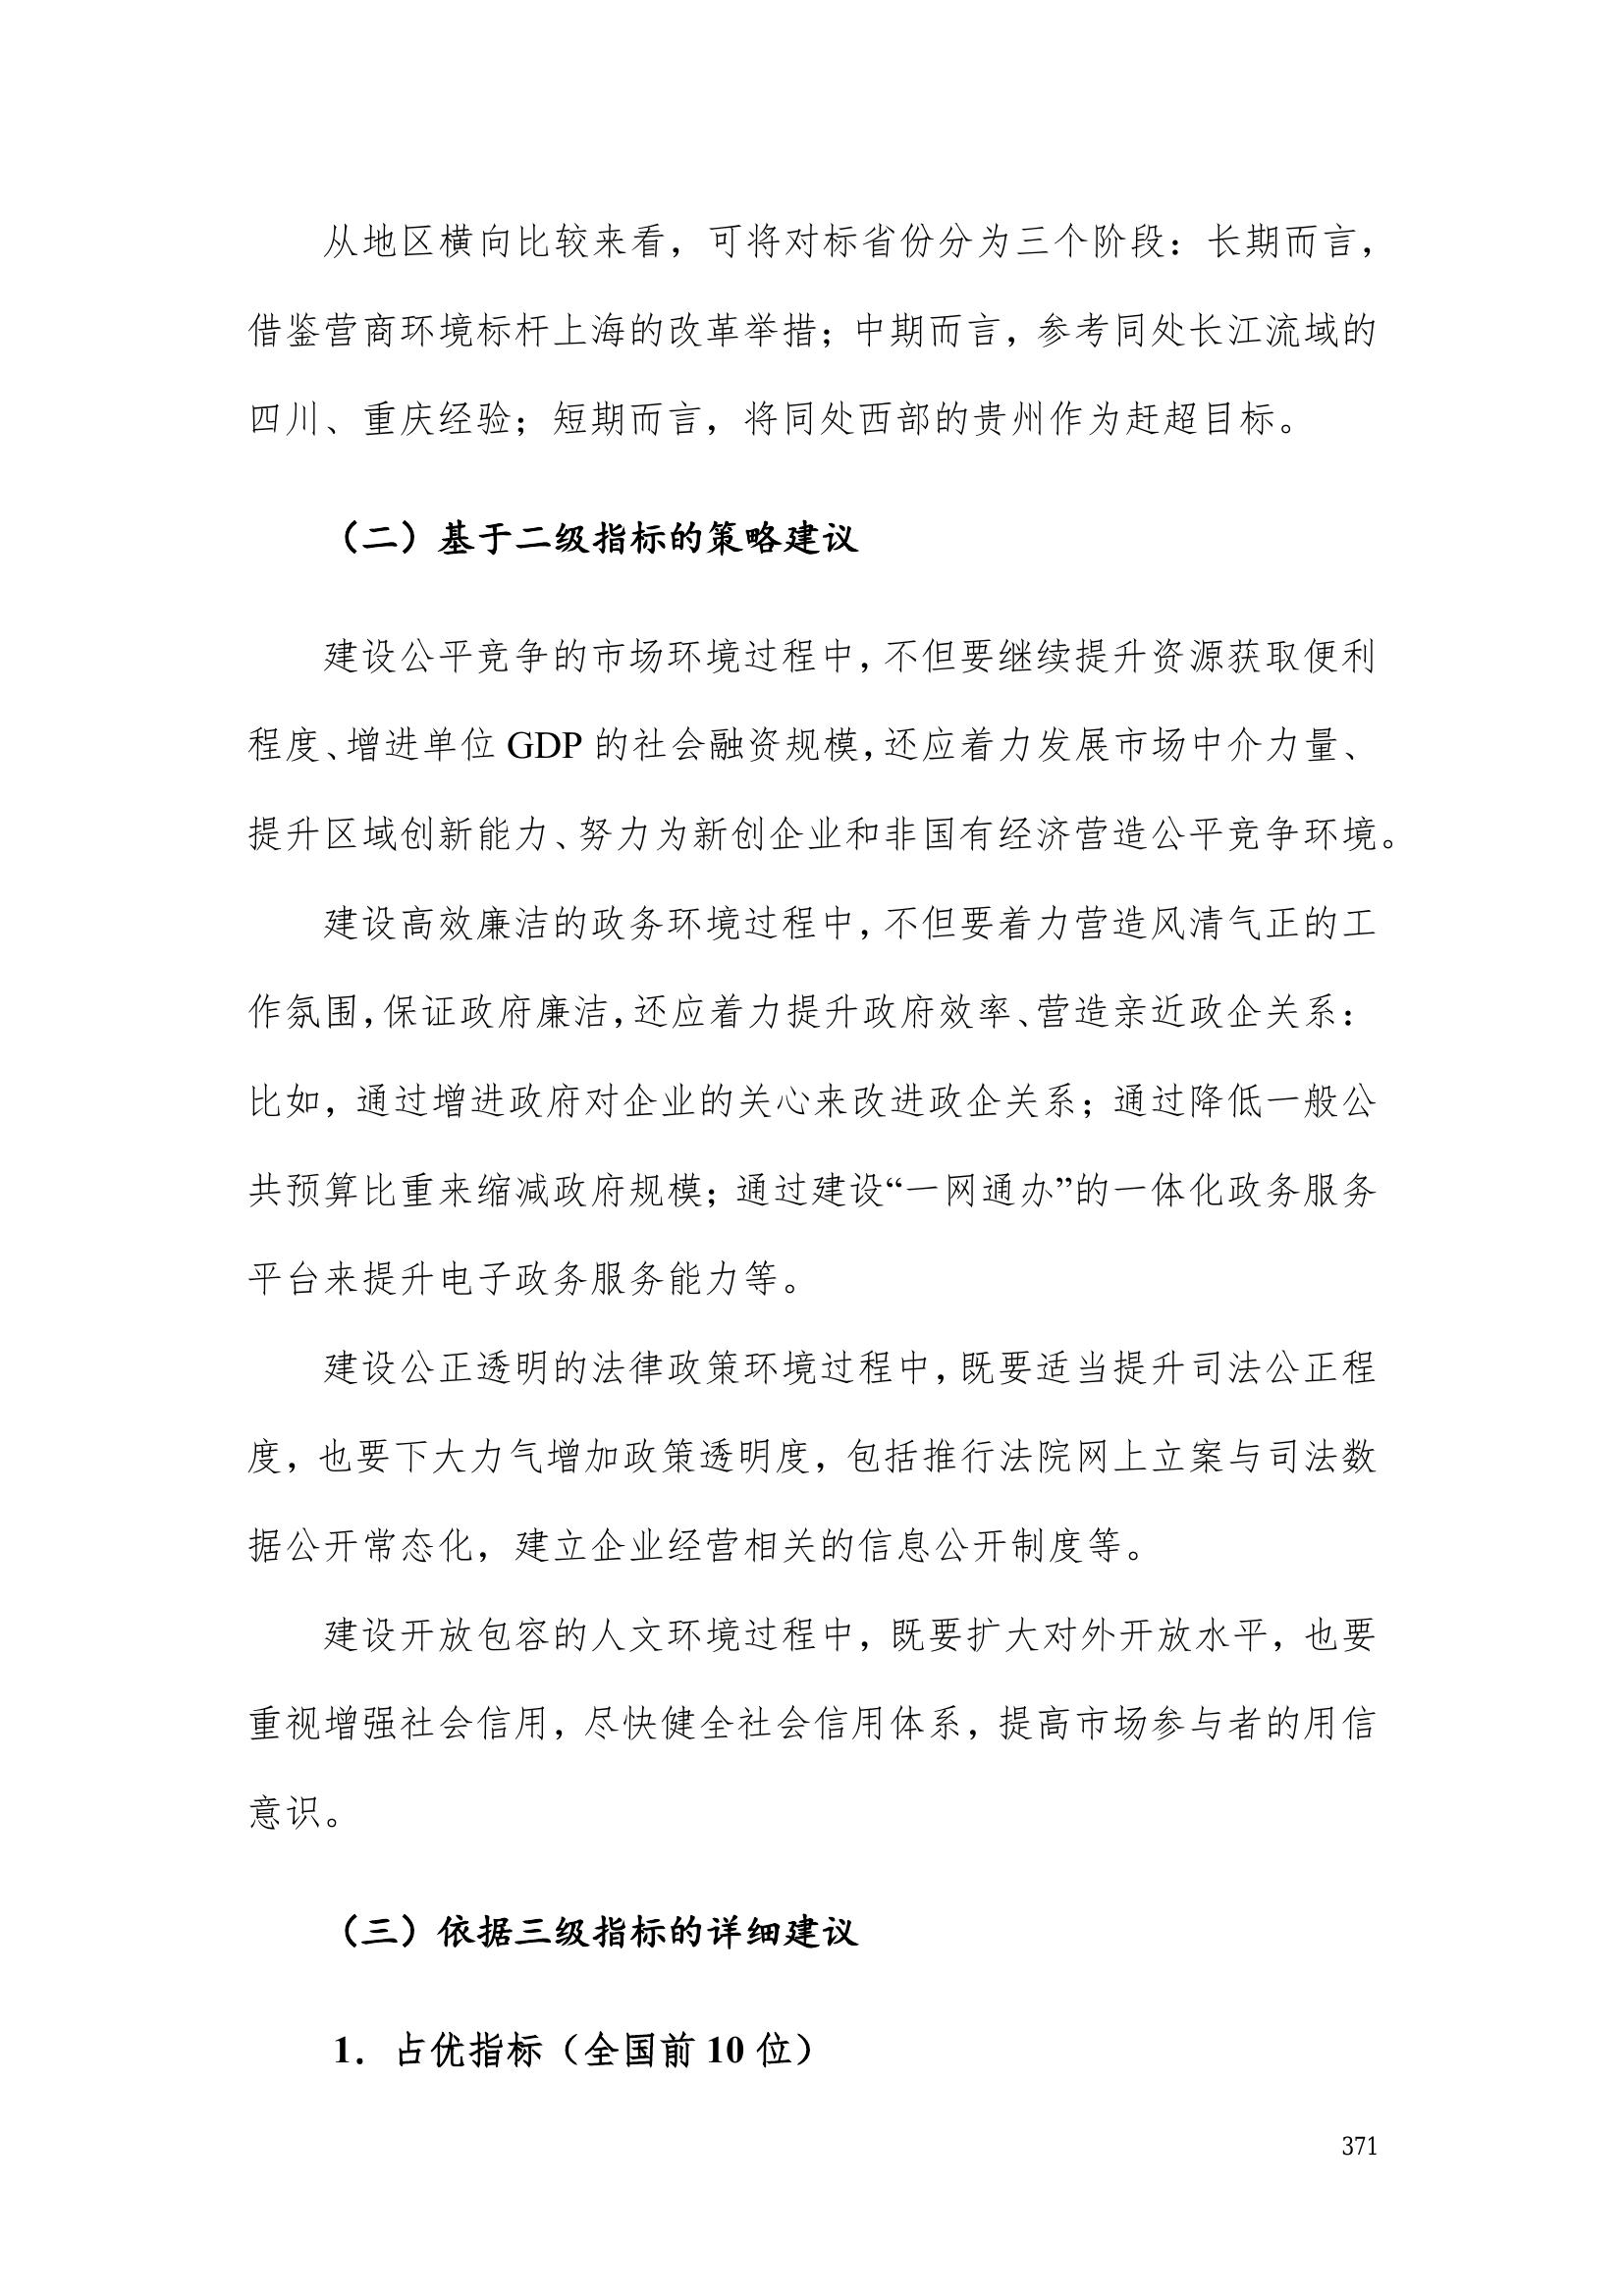 从地区横向比较来看，可将对标省份分为三个阶段：长期而言，
借鉴营商环境标杆上海的改革举措；中期而言，参考同处长江流域的
四川、重庆经验；短期而言，将同处西部的贵州作为赶超目标。
（二）基于二级指标的策略建议
建设公平竞争的市场环境过程中，不但要继续提升资源获取便利
程度、增进单位 GDP 的社会融资规模，还应着力发展市场中介力量、
提升区域创新能力、努力为新创企业和非国有经济营造公平竞争环境。
建设高效廉洁的政务环境过程中，不但要着力营造风清气正的工
作氛围，保证政府廉洁，还应着力提升政府效率、营造亲近政企关系：
比如，通过增进政府对企业的关心来改进政企关系；通过降低一般公
共预算比重来缩减政府规模；通过建设“一网通办”的一体化政务服务
平台来提升电子政务服务能力等。
建设公正透明的法律政策环境过程中，既要适当提升司法公正程
度，也要下大力气增加政策透明度，包括推行法院网上立案与司法数
据公开常态化，建立企业经营相关的信息公开制度等。
建设开放包容的人文环境过程中，既要扩大对外开放水平，也要
重视增强社会信用，尽快健全社会信用体系，提高市场参与者的用信
意识。
（三）依据三级指标的详细建议
1．占优指标（全国前 10 位）
371